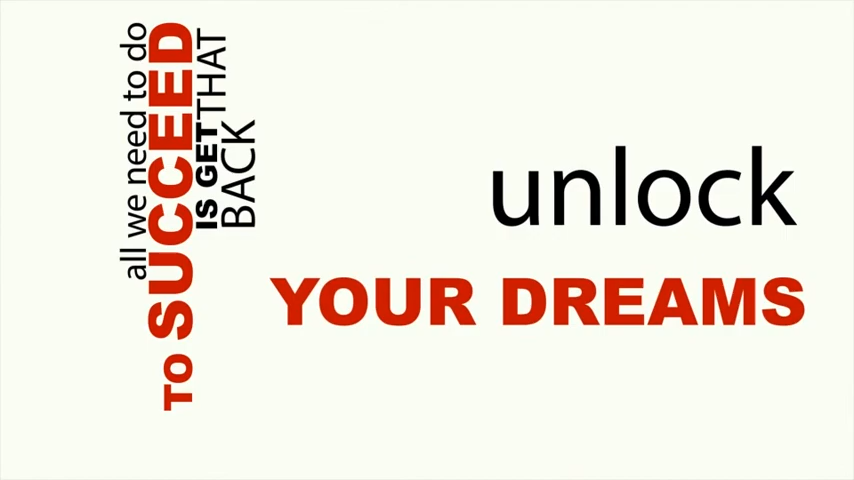 all we need to do
TO SUCCEED
IS GET THAT
BACK
unlock
YOUR DREAMS